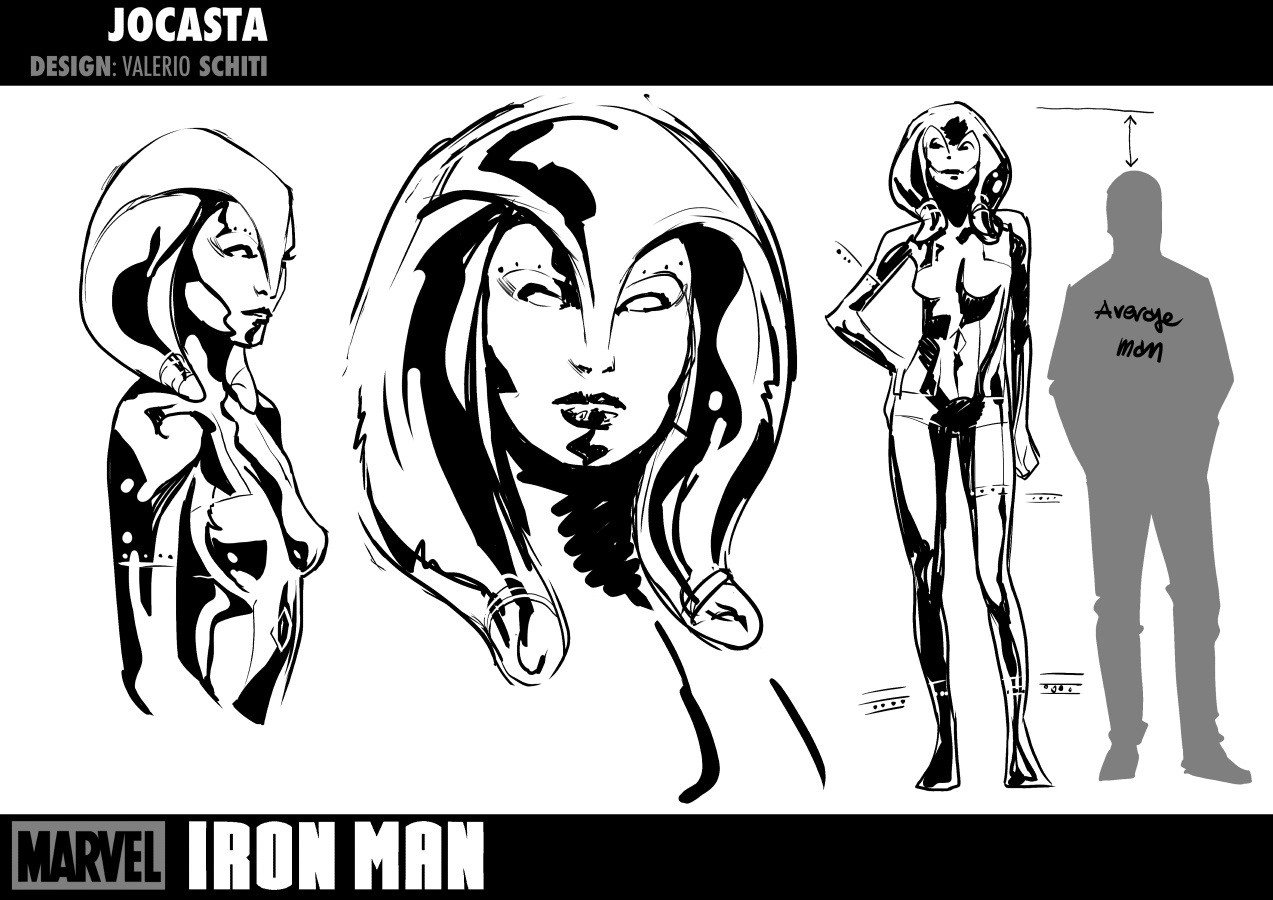 JOCASTA
DESIGN: VALERIO SCHITI
Average
man
MARVEL IRON MAN